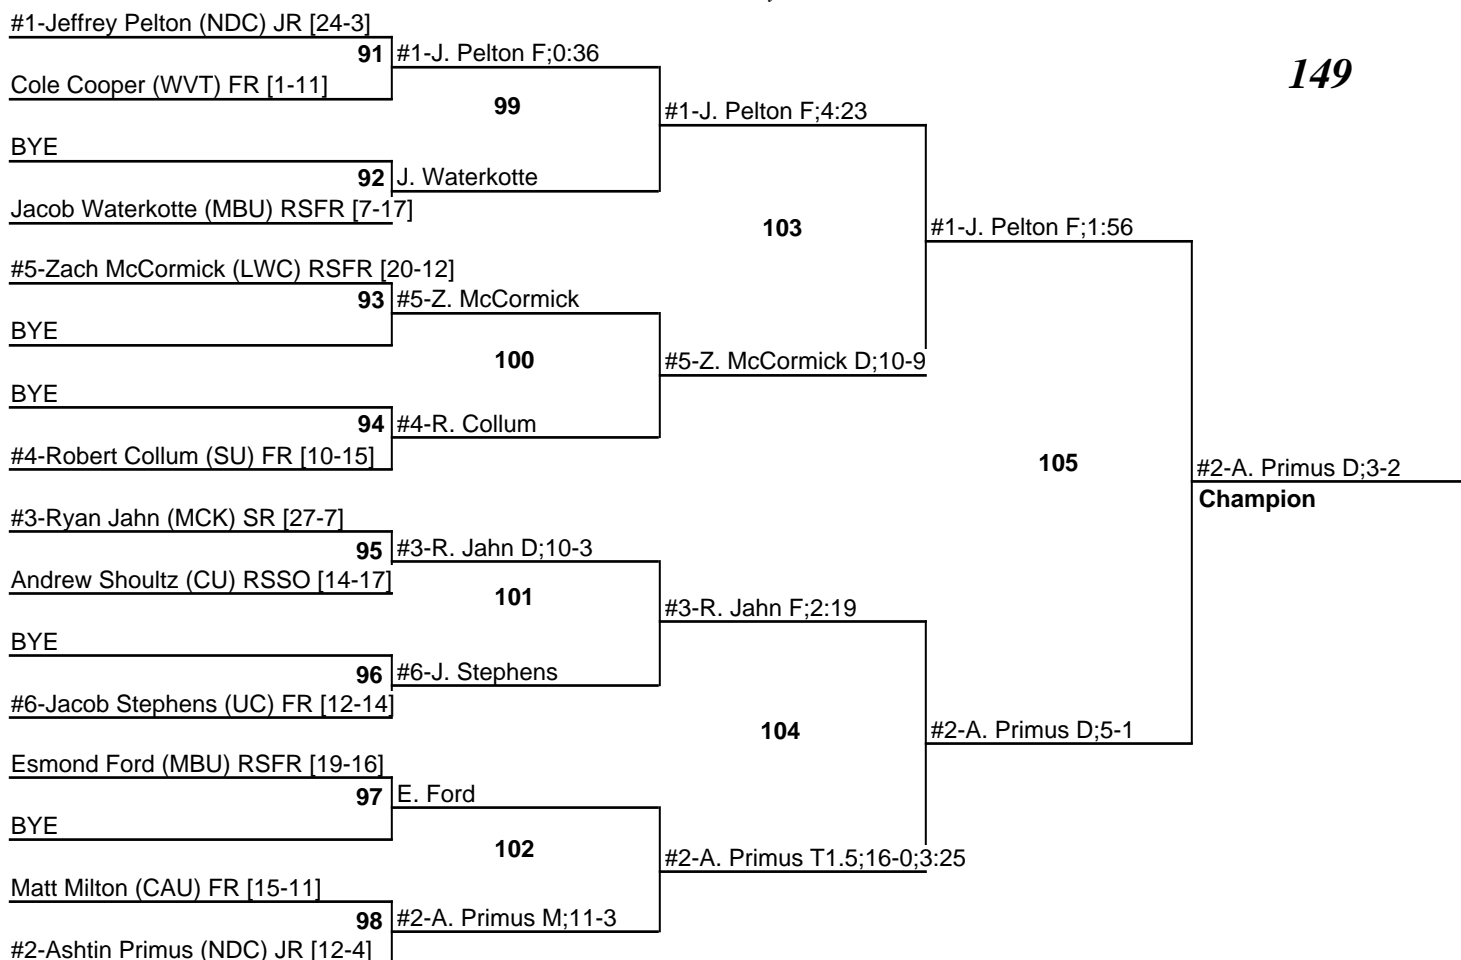 #1-Jeffrey Pelton (NDC) JR [24-3]
91 #1-J. Pelton F;0:36
149
Cole Cooper (WVT) FR [1-11]
99
#1-J. Pelton F;4:23
BYE
92 J. Waterkotte
Jacob Waterkotte (MBU) RSFR [7-17]
103
#1-J. Pelton F;1:56
#5-Zach McCormick (LWC) RSFR [20-12]
93 #5-Z. McCormick
BYE
100
#5-Z. McCormick D;10-9
BYE
94 #4-R. Collum
#4-Robert Collum (SU) FR [10-15]
105
#2-A. Primus D;3-2
Champion
#3-Ryan Jahn (MCK) SR [27-7]
95 #3-R. Jahn D;10-3
Andrew Shoultz (CU) RSSO [14-17]
101
#3-R. Jahn F;2:19
BYE
96 #6-J. Stephens
#6-Jacob Stephens (UC) FR [12-14]
104
#2-A. Primus D;5-1
Esmond Ford (MBU) RSFR [19-16]
97 E. Ford
BYE
102
#2-A. Primus T1.5;16-0;3:25
Matt Milton (CAU) FR [15-11]
98 #2-A. Primus M;11-3
#2-Ashtin Primus (NDC) JR [12-4]